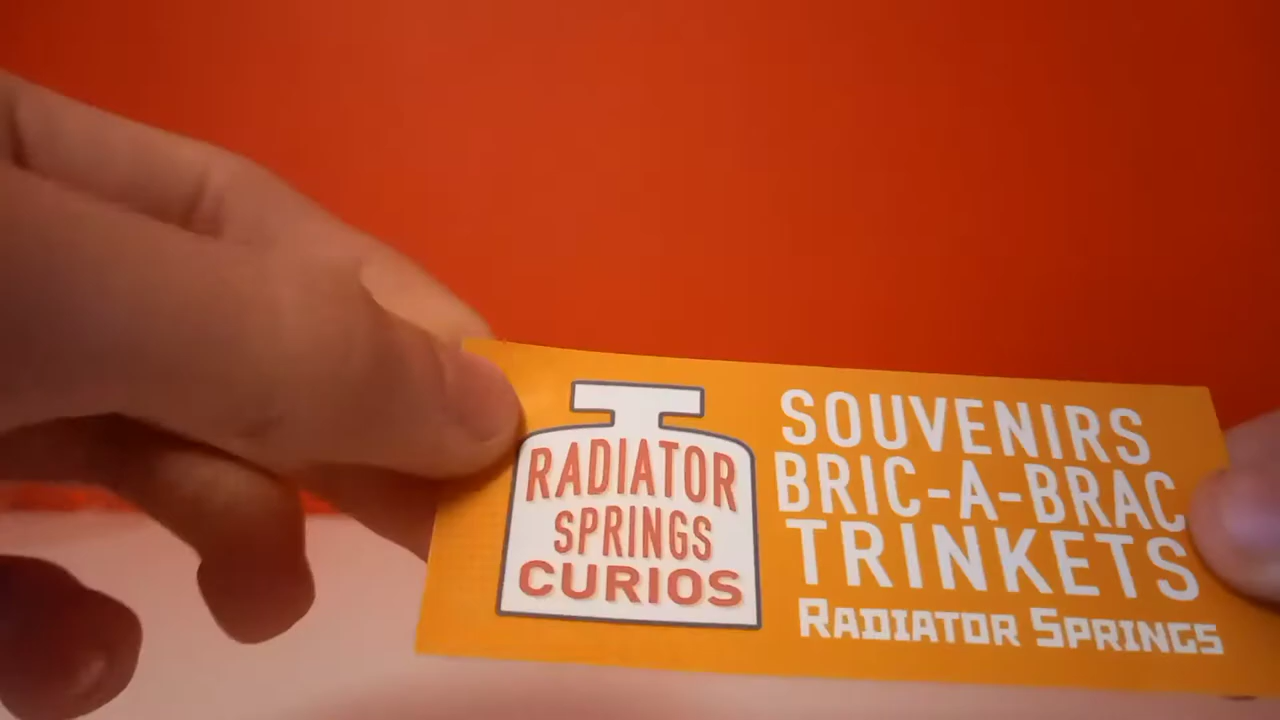 RADIATOR
SPRINGS
CURIOS
SOUVENIRS
BRIC-A-BRAC
TRINKETS
RADIATOR SPRINGS